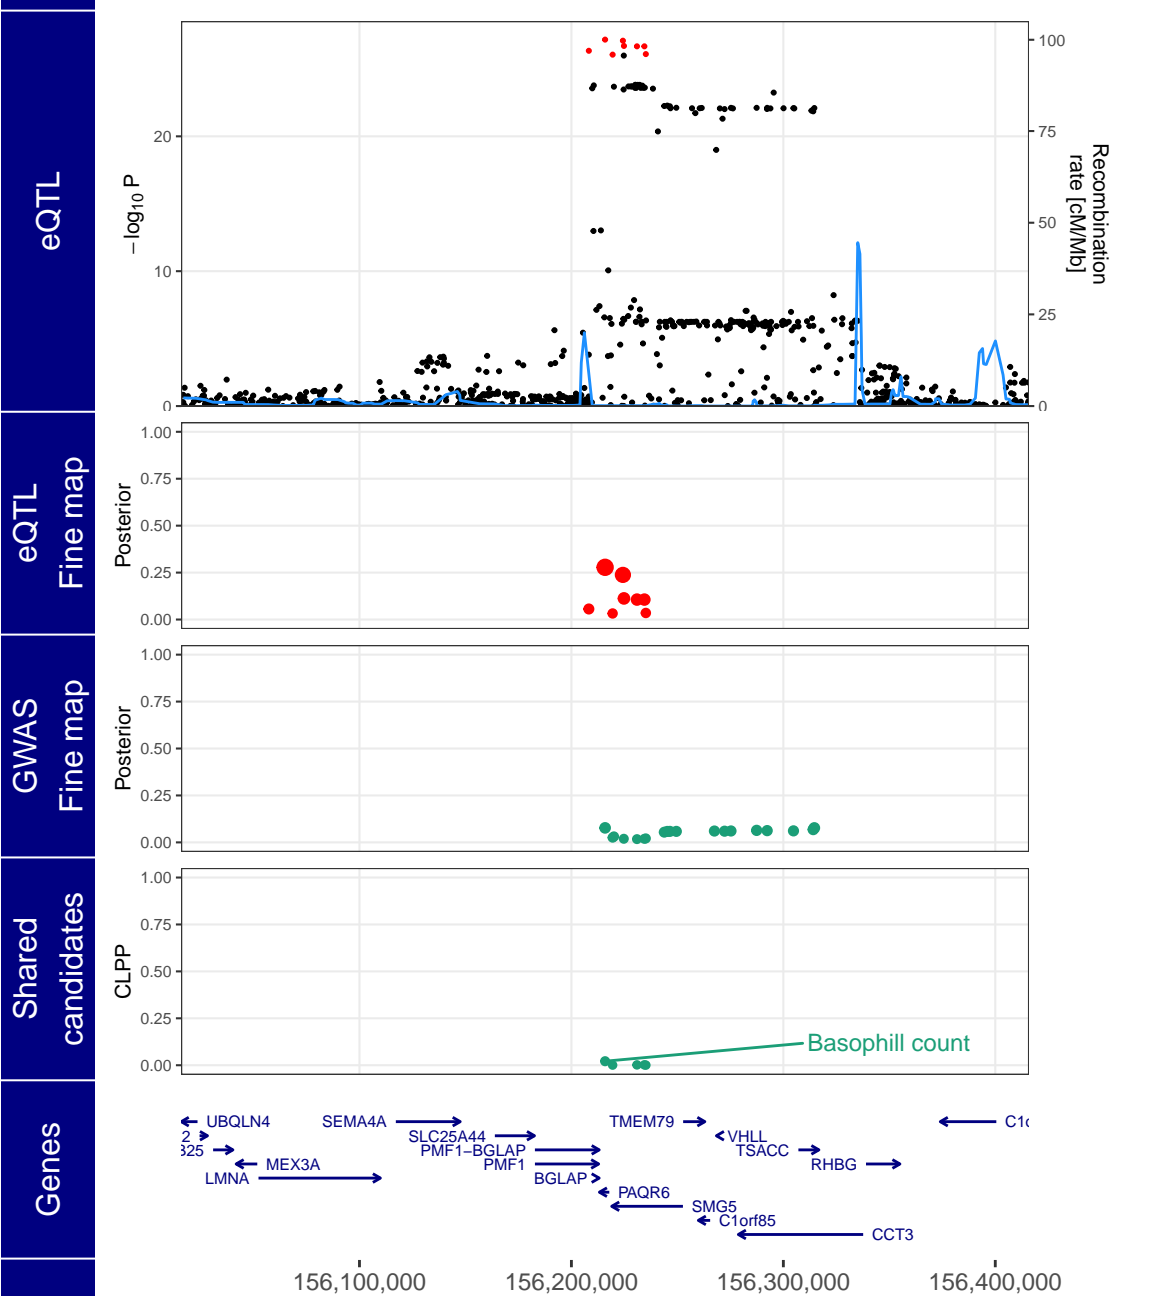 eQTL
−log10 P
20
10
0
100
75
50
25
0
Recombination
rate [cM/Mb]
eQTL
Fine map
Posterior
1.00
0.75
0.50
0.25
0.00
GWAS
Fine map
Posterior
1.00
0.75
0.50
0.25
0.00
Shared
candidates
CLPP
1.00
0.75
0.50
0.25
0.00
Basophill count
Genes
UBQLN4 SEMA4A TMEM79 C1
2 SLC25A44 VHLL
325 PMF1−BGLAP TSACC
MEX3A PMF1 RHBG
LMNA BGLAP
PAQR6
SMG5
C1orf85
CCT3
156,100,000 156,200,000 156,300,000 156,400,000